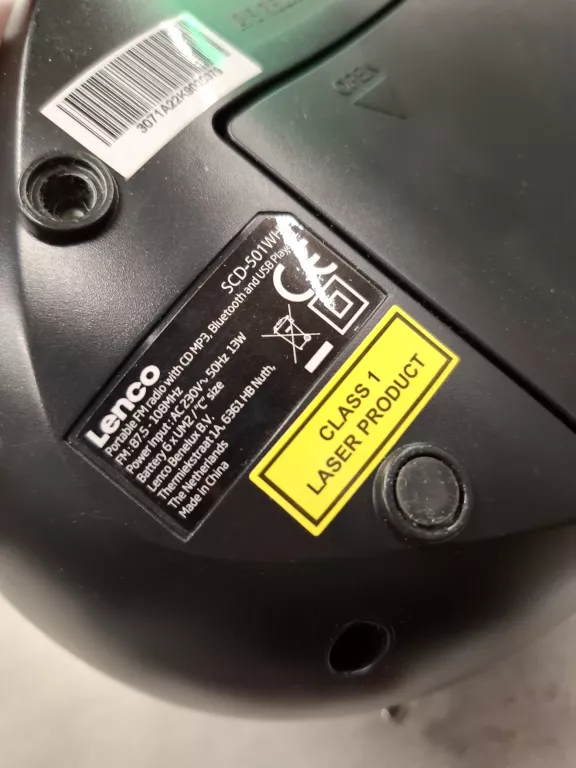 3071A22K
OPEN
SCD-501WH
CE
Lenco
Portable FM radio with CD MP3, Bluetooth and USB Player
FM: 87.5-108MHz
Power input: AC 230V~ 50Hz 13W
Battery 6 x UM2 /"C" size
Lenco Benelux B.V.
Thermiekstraat 1A, 6361 HB Nuth,
The Netherlands
Made in China
CLASS 1
LASER PRODUCT